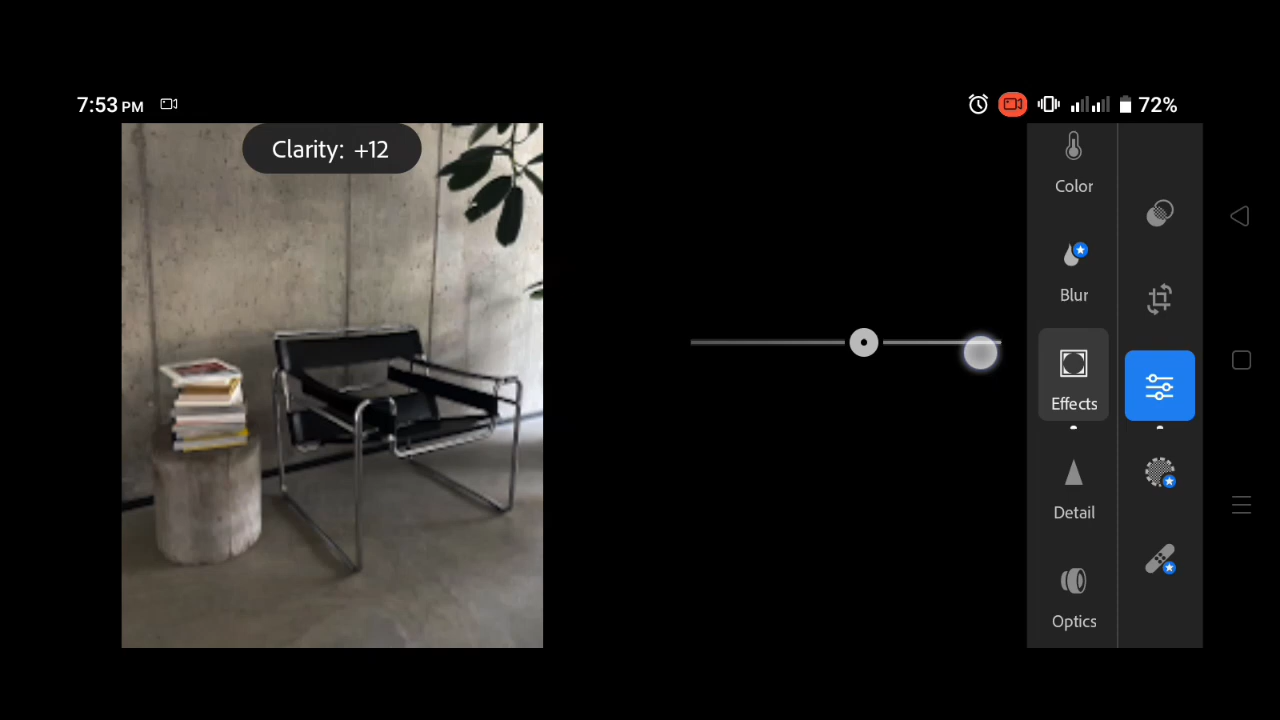 7:53 PM
72%
Clarity: +12
Color
Blur
Effects
Detail
Optics